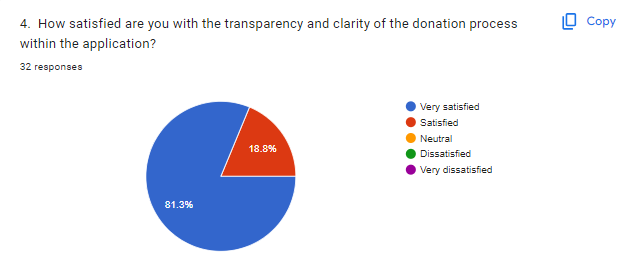 4. How satisfied are you with the transparency and clarity of the donation process
within the application?
Copy
32 responses
Very satisfied
Satisfied
Neutral
Dissatisfied
Very dissatisfied
18.8%
81.3%